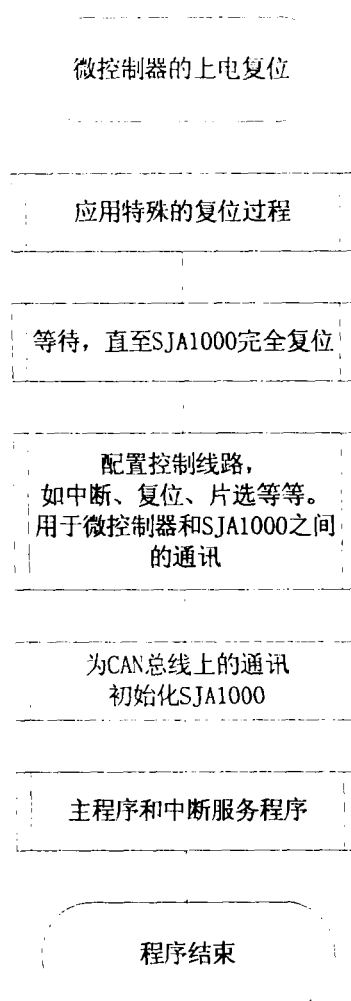 微控制器的上电复位
应用特殊的复位过程
等待，直至SJA1000完全复位
配置控制线路，
如中断、复位、片选等等。
用于微控制器和SJA1000之间
的通讯
为CAN总线上的通讯
初始化SJA1000
主程序和中断服务程序
程序结束